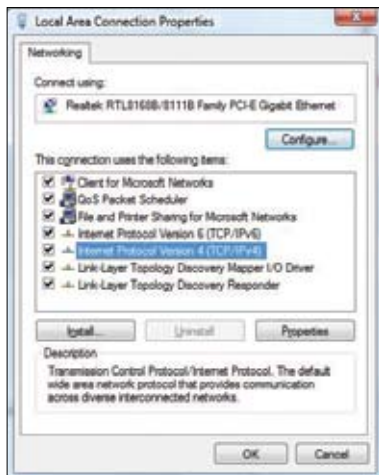 Local Area Connection Properties
Networking
Connect using:
Realtek RTL8168B/8111B Family PCI-E Gigabit Ethernet
Configure...
This connection uses the following items:
Client for Microsoft Networks
QoS Packet Scheduler
File and Printer Sharing for Microsoft Networks
Internet Protocol Version 6 (TCP/IPv6)
Internet Protocol Version 4 (TCP/IPv4)
Link-Layer Topology Discovery Mapper I/O Driver
Link-Layer Topology Discovery Responder
Install...
Uninstall
Properties
Description
Transmission Control Protocol/Internet Protocol. The default
wide area network protocol that provides communication
across diverse interconnected networks.
OK
Cancel